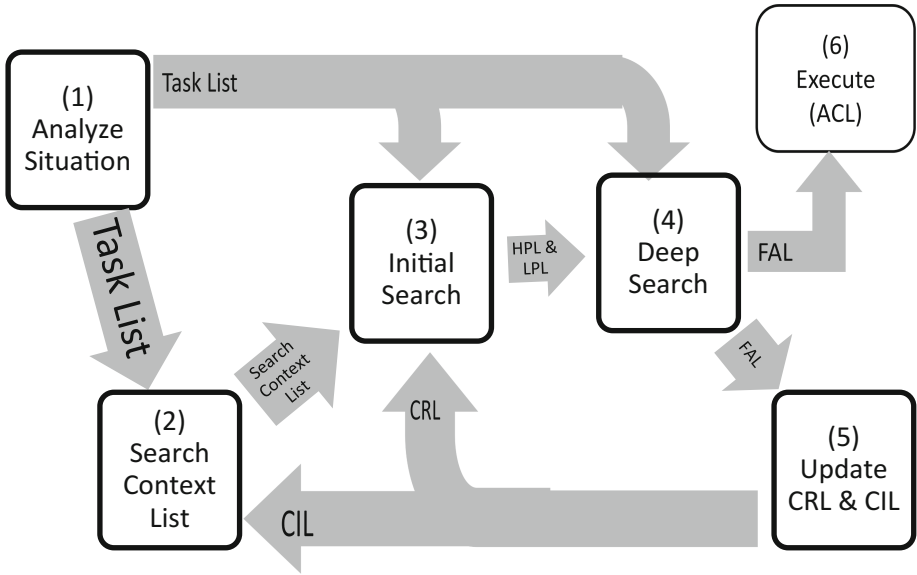 (1)
Analyze
Situation
Task List
(6)
Execute
(ACL)
Task List
(3)
Initial
Search
HPL &
LPL
(4)
Deep
Search
FAL
FAL
Search
Context
List
(2)
Search
Context
List
CRL
CIL
(5)
Update
CRL & CIL